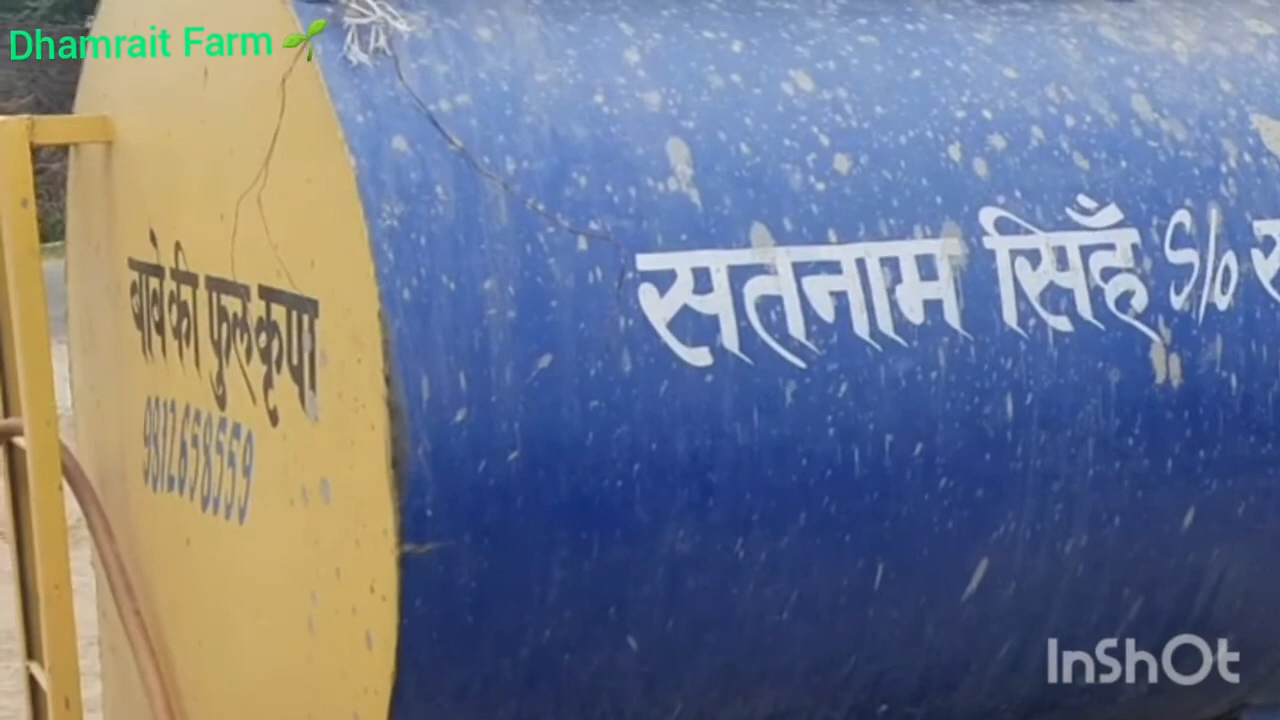 Dhamrait Farm
बाबे की फुल कृपा
9812658559
सतनाम सिहँ S/o
InShOt